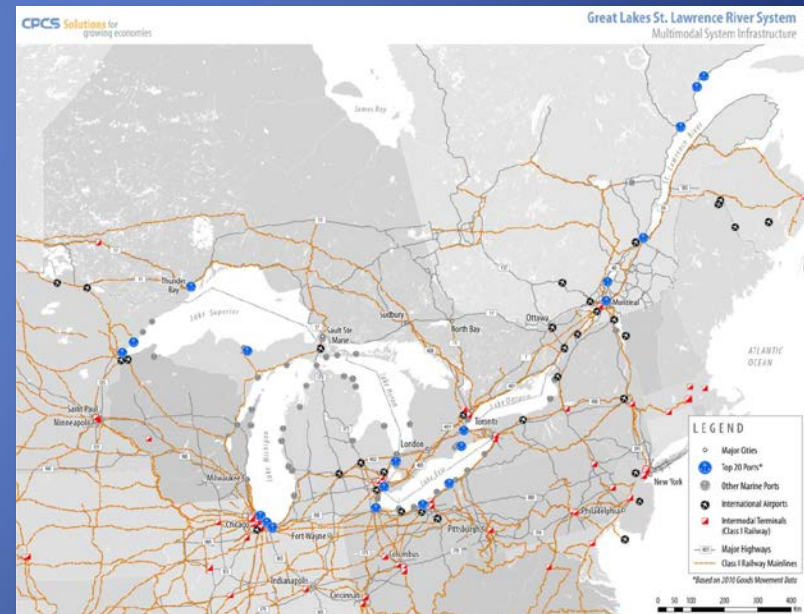 CPCS Solutions for
growing economies
Great Lakes St. Lawrence River System
Multimodal System Infrastructure
James Bay
St. Lawrence River
Thunder
Bay
Lake Superior
Sault Ste
Marie
Sudbury
North Bay
Ottawa
Montreal
ATLANTIC
OCEAN
Saint Paul
Minneapolis
Lake Michigan
Lake Huron
Lake Ontario
Toronto
London
Lake Erie
Milwaukee
Chicago
Fort Wayne
Pittsburgh
Philadelphia
New York
Columbus
Indianapolis
Cincinnati
LEGEND
Major Cities
Top 20 Ports*
Other Marine Ports
International Airports
Intermodal Terminals
(Class I Railway)
Major Highways
Class I Railway Mainlines
*Based on 2010 Goods Movement Data
0 50 100 200 300 400